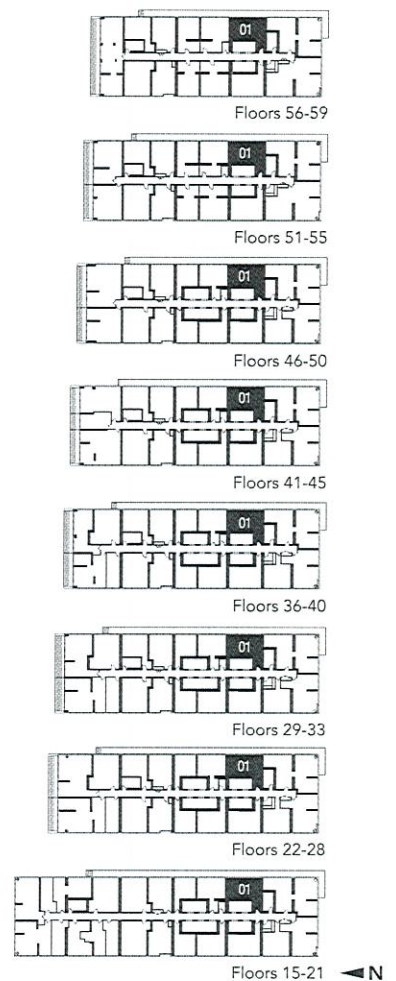 01
Floors 56-59
01
Floors 51-55
01
Floors 46-50
01
Floors 41-45
01
Floors 36-40
01
Floors 29-33
01
Floors 22-28
01
Floors 15-21 N